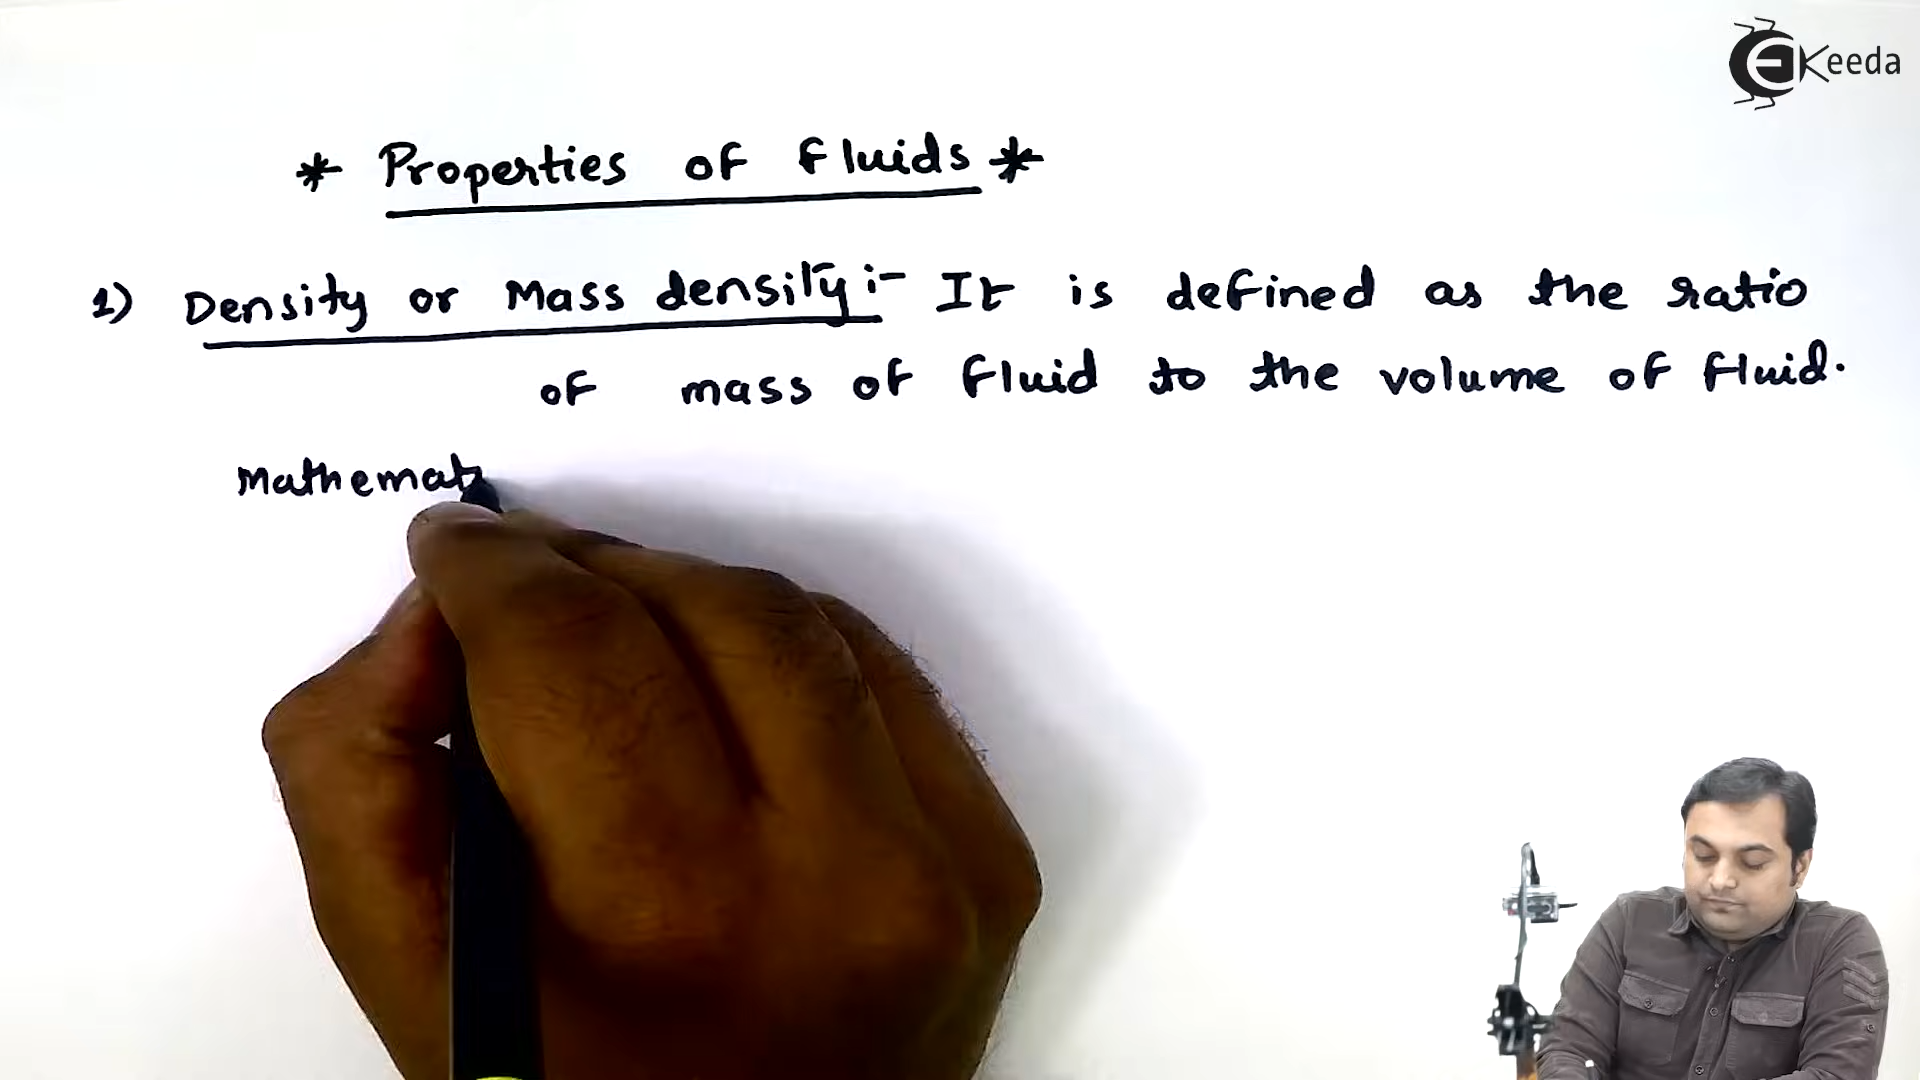 EKeeda
* Properties of fluids *
1) Density or Mass density :- It is defined as the ratio
of mass of fluid to the volume of fluid.
Mathemat